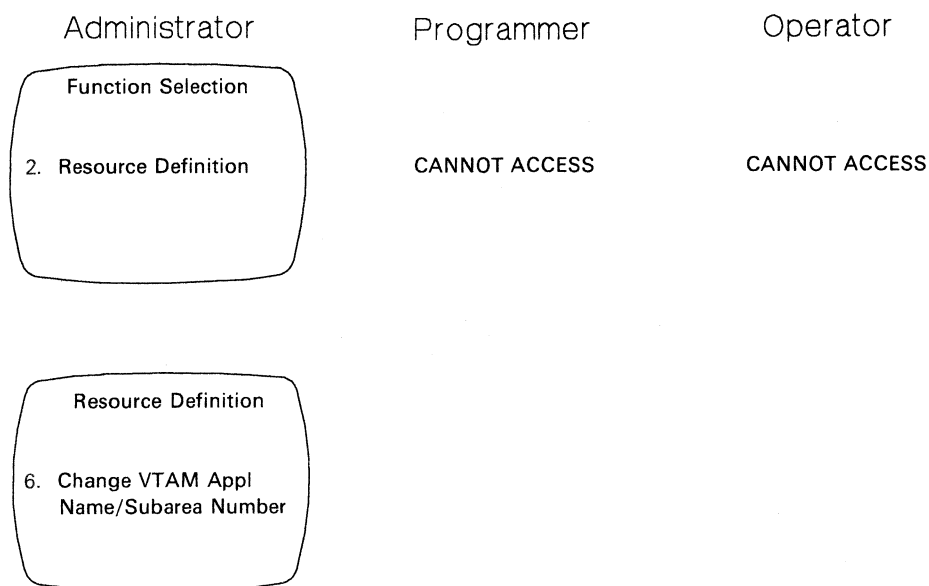 Administrator Programmer Operator
Function Selection
2. Resource Definition CANNOT ACCESS CANNOT ACCESS
Resource Definition
6. Change VTAM Appl
Name/Subarea Number